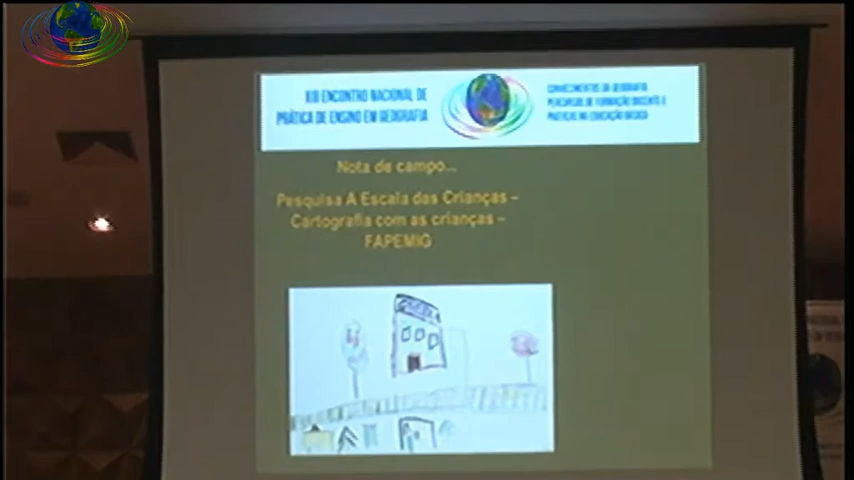 XIII ENCONTRO NACIONAL DE
PRÁTICA DE ENSINO EM GEOGRAFIA
CONHECIMENTOS DA GEOGRAFIA:
PERCURSOS DE FORMAÇÃO DOCENTE E
PRÁTICAS NA EDUCAÇÃO BÁSICA
Nota de campo...
Pesquisa A Escala das Crianças –
Cartografia com as crianças –
FAPEMIG